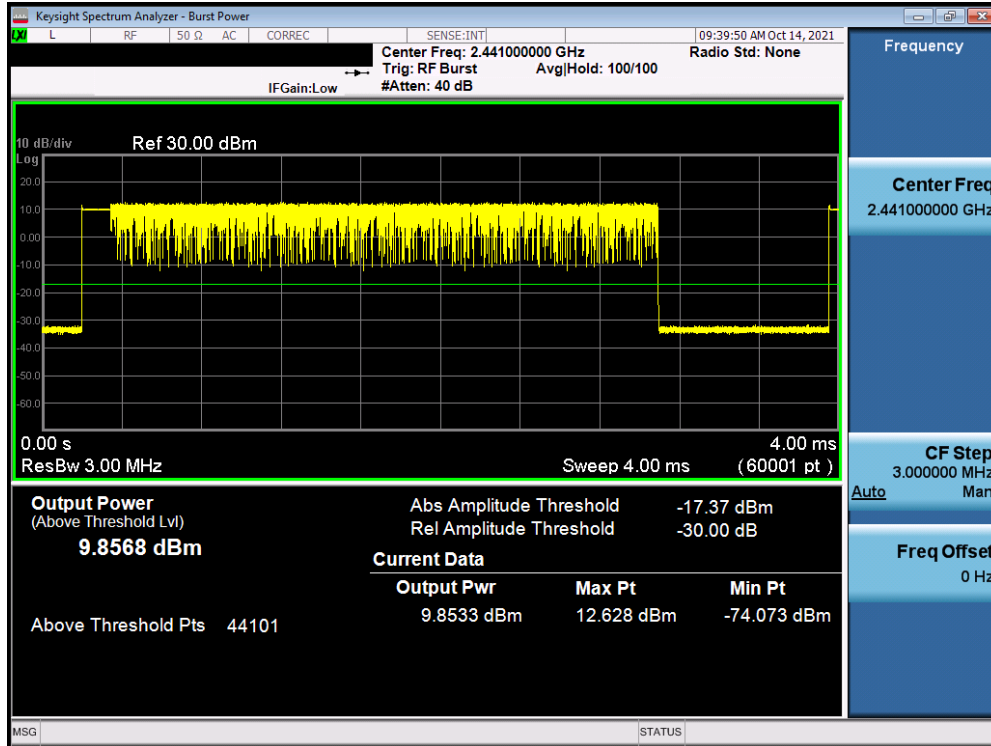 Keysight Spectrum Analyzer - Burst Power
LXI L RF 50 Ω AC CORREC SENSE:INT 09:39:50 AM Oct 14, 2021
Center Freq: 2.441000000 GHz Radio Std: None
Trig: RF Burst Avg|Hold: 100/100
IFGain:Low #Atten: 40 dB
Frequency
10 dB/div Ref 30.00 dBm
Log
20.0
10.0
0.00
-10.0
-20.0
-30.0
-40.0
-60.0
0.00 s 4.00 ms
ResBw 3.00 MHz Sweep 4.00 ms (60001 pt)
Center Freq
2.441000000 GHz
CF Step
3.000000 MHz
Auto Man
Freq Offset
0 Hz
Output Power
(Above Threshold Lvl)
9.8568 dBm
Above Threshold Pts 44101
Abs Amplitude Threshold -17.37 dBm
Rel Amplitude Threshold -30.00 dB
Current Data
Output Pwr Max Pt Min Pt
9.8533 dBm 12.628 dBm -74.073 dBm
MSG STATUS